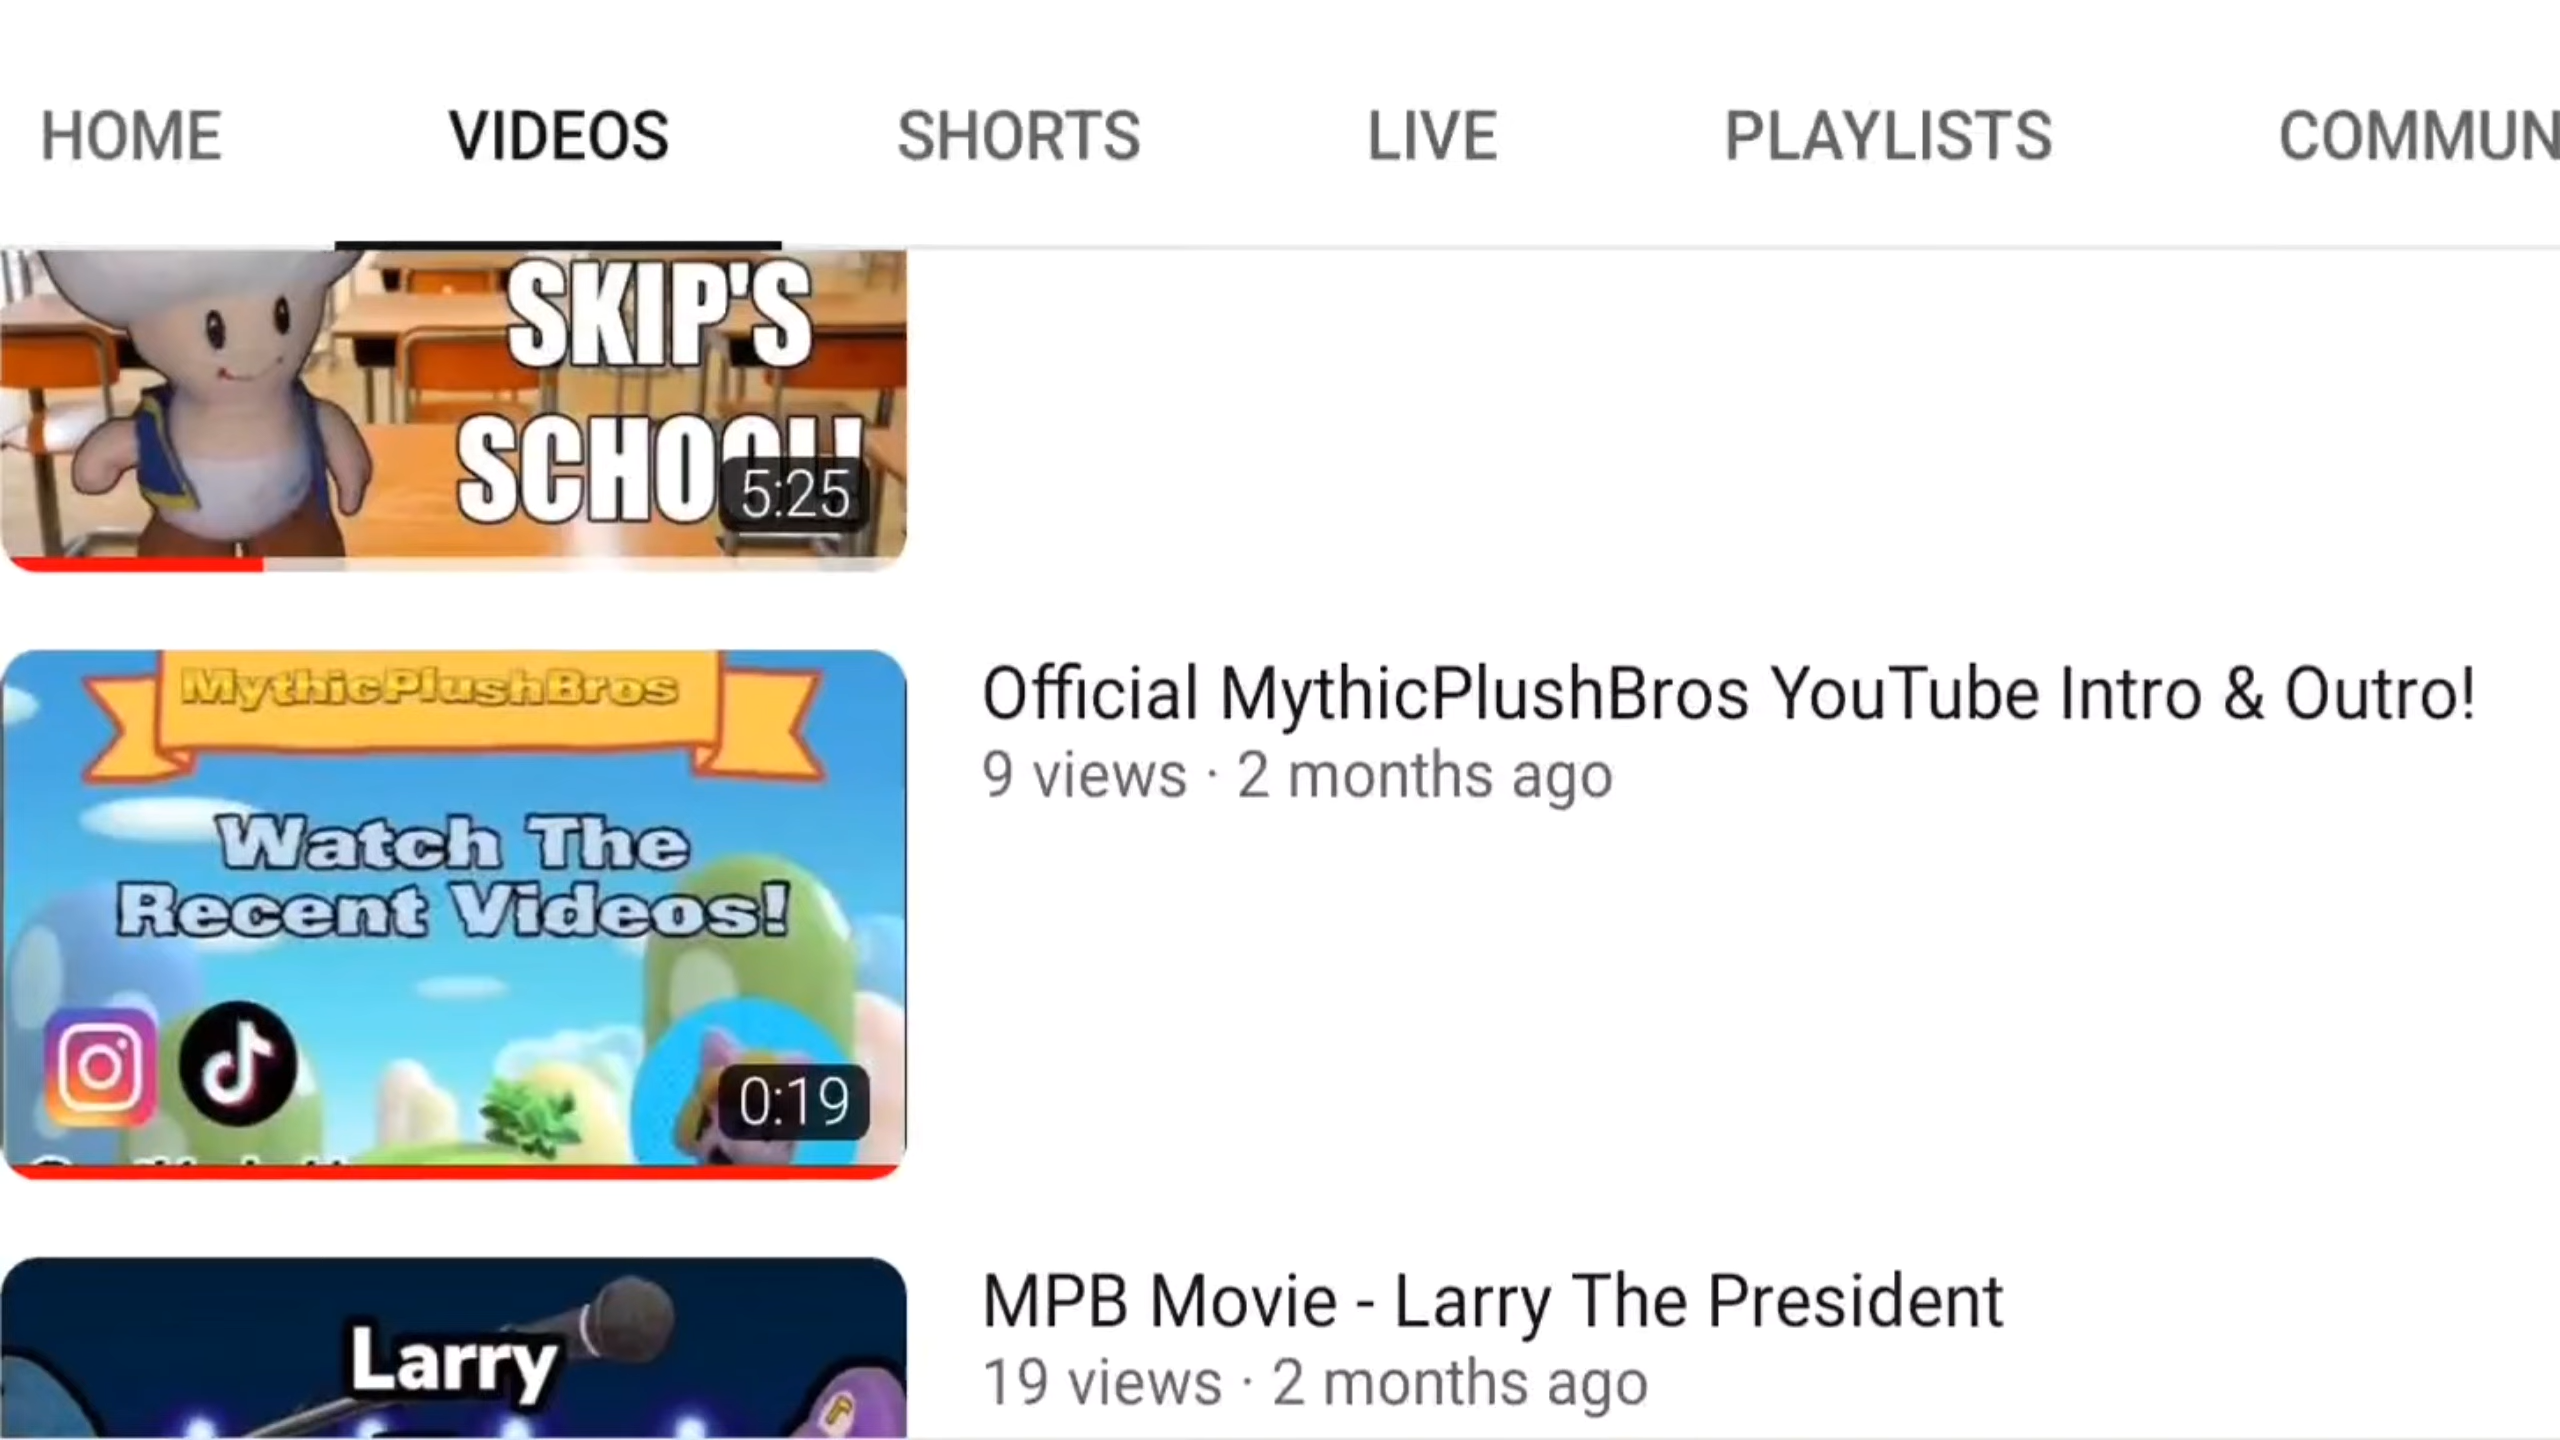 HOME VIDEOS SHORTS LIVE PLAYLISTS COMMUN
SKIP'S
SCHOOL!
5:25
MythicPlushBros
Watch The
Recent Videos!
0:19
Official MythicPlushBros YouTube Intro & Outro!
9 views · 2 months ago
Larry
MPB Movie - Larry The President
19 views · 2 months ago